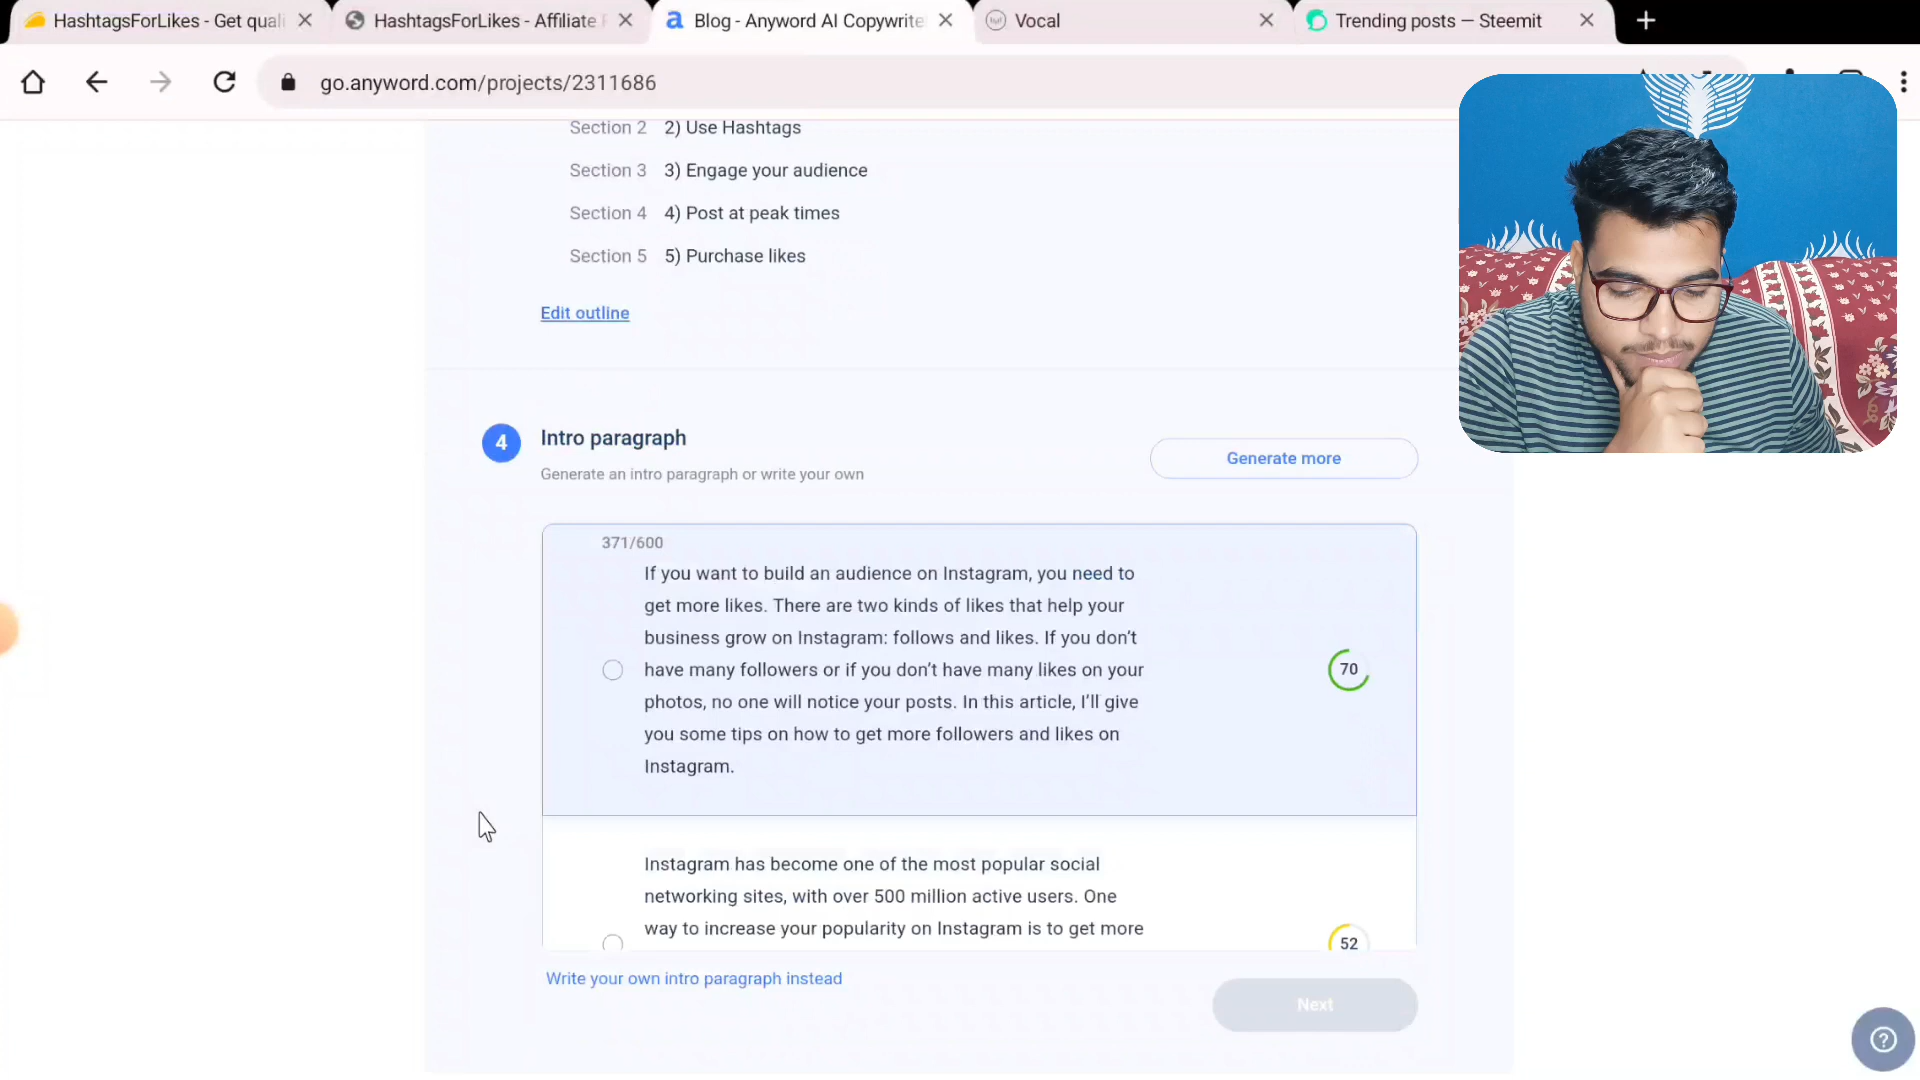 HashtagsForLikes - Get quali
HashtagsForLikes - Affiliate
Blog - Anyword AI Copywrite
Vocal
Trending posts — Steemit
go.anyword.com/projects/2311686
Section 2 2) Use Hashtags
Section 3 3) Engage your audience
Section 4 4) Post at peak times
Section 5 5) Purchase likes
Edit outline
4 Intro paragraph
Generate an intro paragraph or write your own
Generate more
371/600
If you want to build an audience on Instagram, you need to
get more likes. There are two kinds of likes that help your
business grow on Instagram: follows and likes. If you don’t
have many followers or if you don’t have many likes on your
photos, no one will notice your posts. In this article, I’ll give
you some tips on how to get more followers and likes on
Instagram.
70
Instagram has become one of the most popular social
networking sites, with over 500 million active users. One
way to increase your popularity on Instagram is to get more
52
Write your own intro paragraph instead
Next